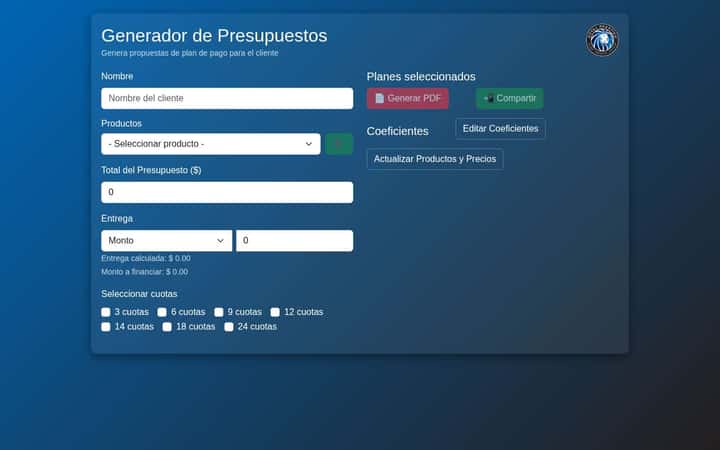 Generador de Presupuestos
Genera propuestas de plan de pago para el cliente
Nombre
Nombre del cliente
Productos
- Seleccionar producto -
Total del Presupuesto ($)
0
Entrega
Monto
0
Entrega calculada: $ 0.00
Monto a financiar: $ 0.00
Seleccionar cuotas
3 cuotas
6 cuotas
9 cuotas
12 cuotas
14 cuotas
18 cuotas
24 cuotas
Planes seleccionados
Generar PDF
Compartir
Coeficientes
Editar Coeficientes
Actualizar Productos y Precios